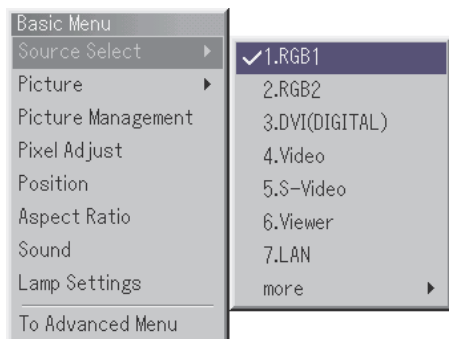 Basic Menu
Source Select
Picture
Picture Management
Pixel Adjust
Position
Aspect Ratio
Sound
Lamp Settings
To Advanced Menu
1.RGB1
2.RGB2
3.DVI(DIGITAL)
4.Video
5.S-Video
6.Viewer
7.LAN
more